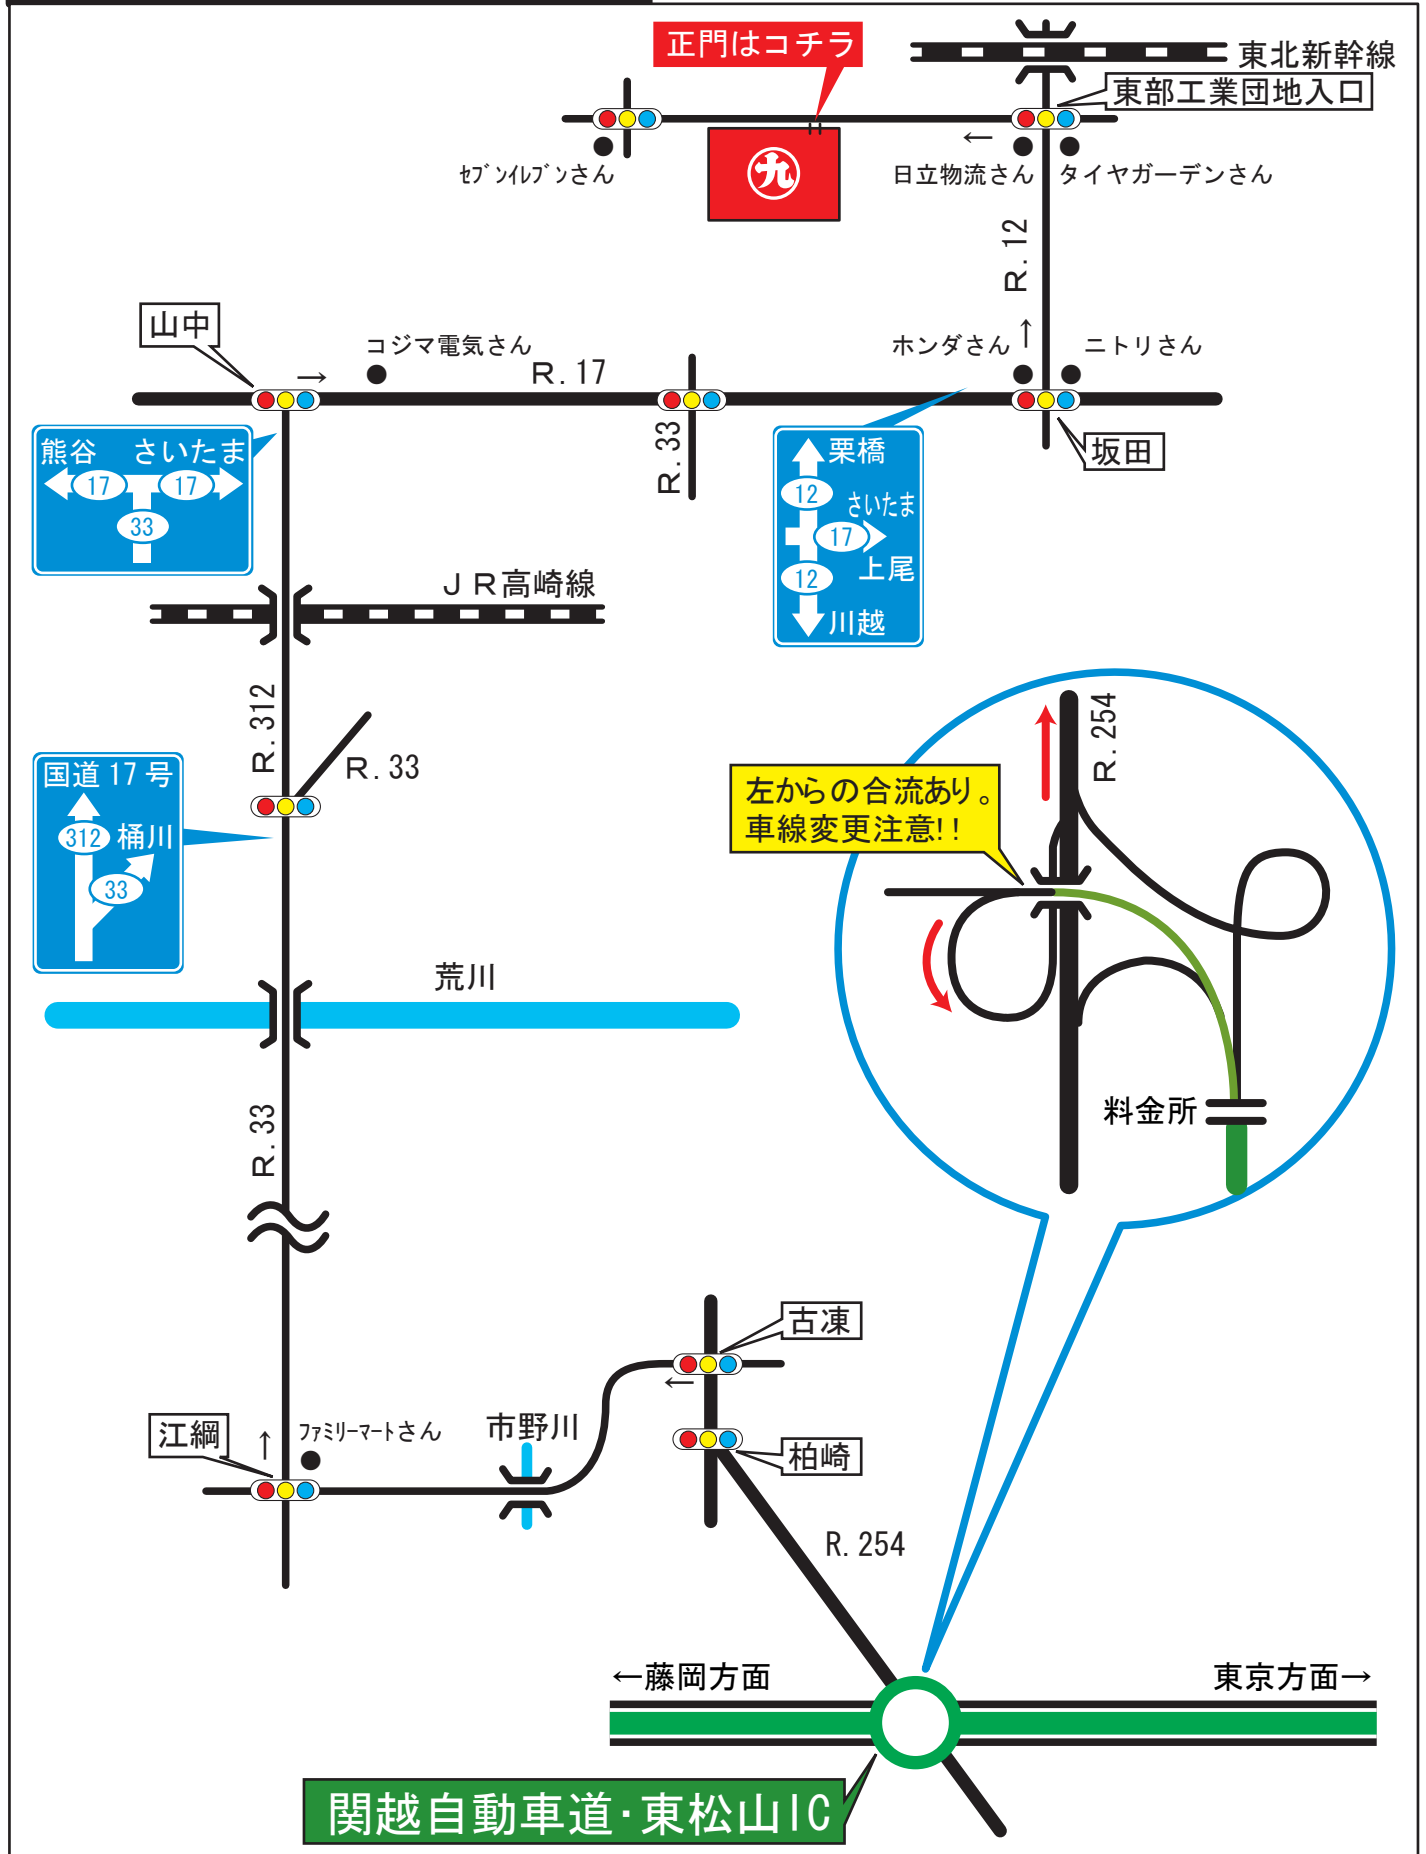 正門はコチラ
東北新幹線
東部工業団地入口
←
セブンイレブンさん
九
日立物流さん
タイヤガーデンさん
R.12
↑
山中
→
コジマ電気さん
R.17
ホンダさん
ニトリさん
R.33
坂田
熊谷 さいたま
17 17
33
栗橋
12
さいたま
17
上尾
12
川越
JR高崎線
R.312
R.33
国道17号
312 桶川
33
R.254
左からの合流あり。
車線変更注意!!
荒川
料金所
R.33
古凍
←
江綱
↑
ファミリーマートさん
市野川
柏崎
R.254
←藤岡方面
東京方面→
関越自動車道・東松山IC